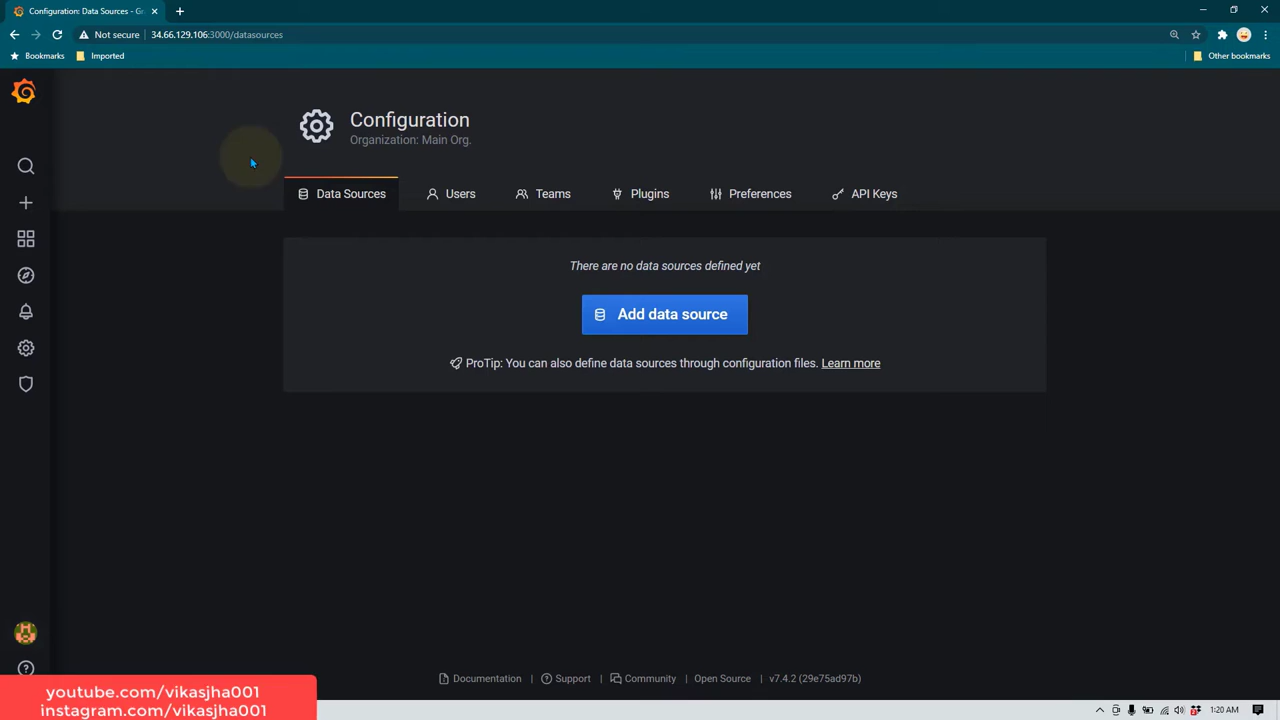 Configuration: Data Sources - G
Not secure
34.66.129.106:3000/datasources
Bookmarks
Imported
Other bookmarks
Configuration
Organization: Main Org.
Data Sources
Users
Teams
Plugins
Preferences
API Keys
There are no data sources defined yet
Add data source
ProTip: You can also define data sources through configuration files. Learn more
Documentation | Support | Community | Open Source | v7.4.2 (29e75ad97b)
youtube.com/vikasjha001
instagram.com/vikasjha001
1:20 AM